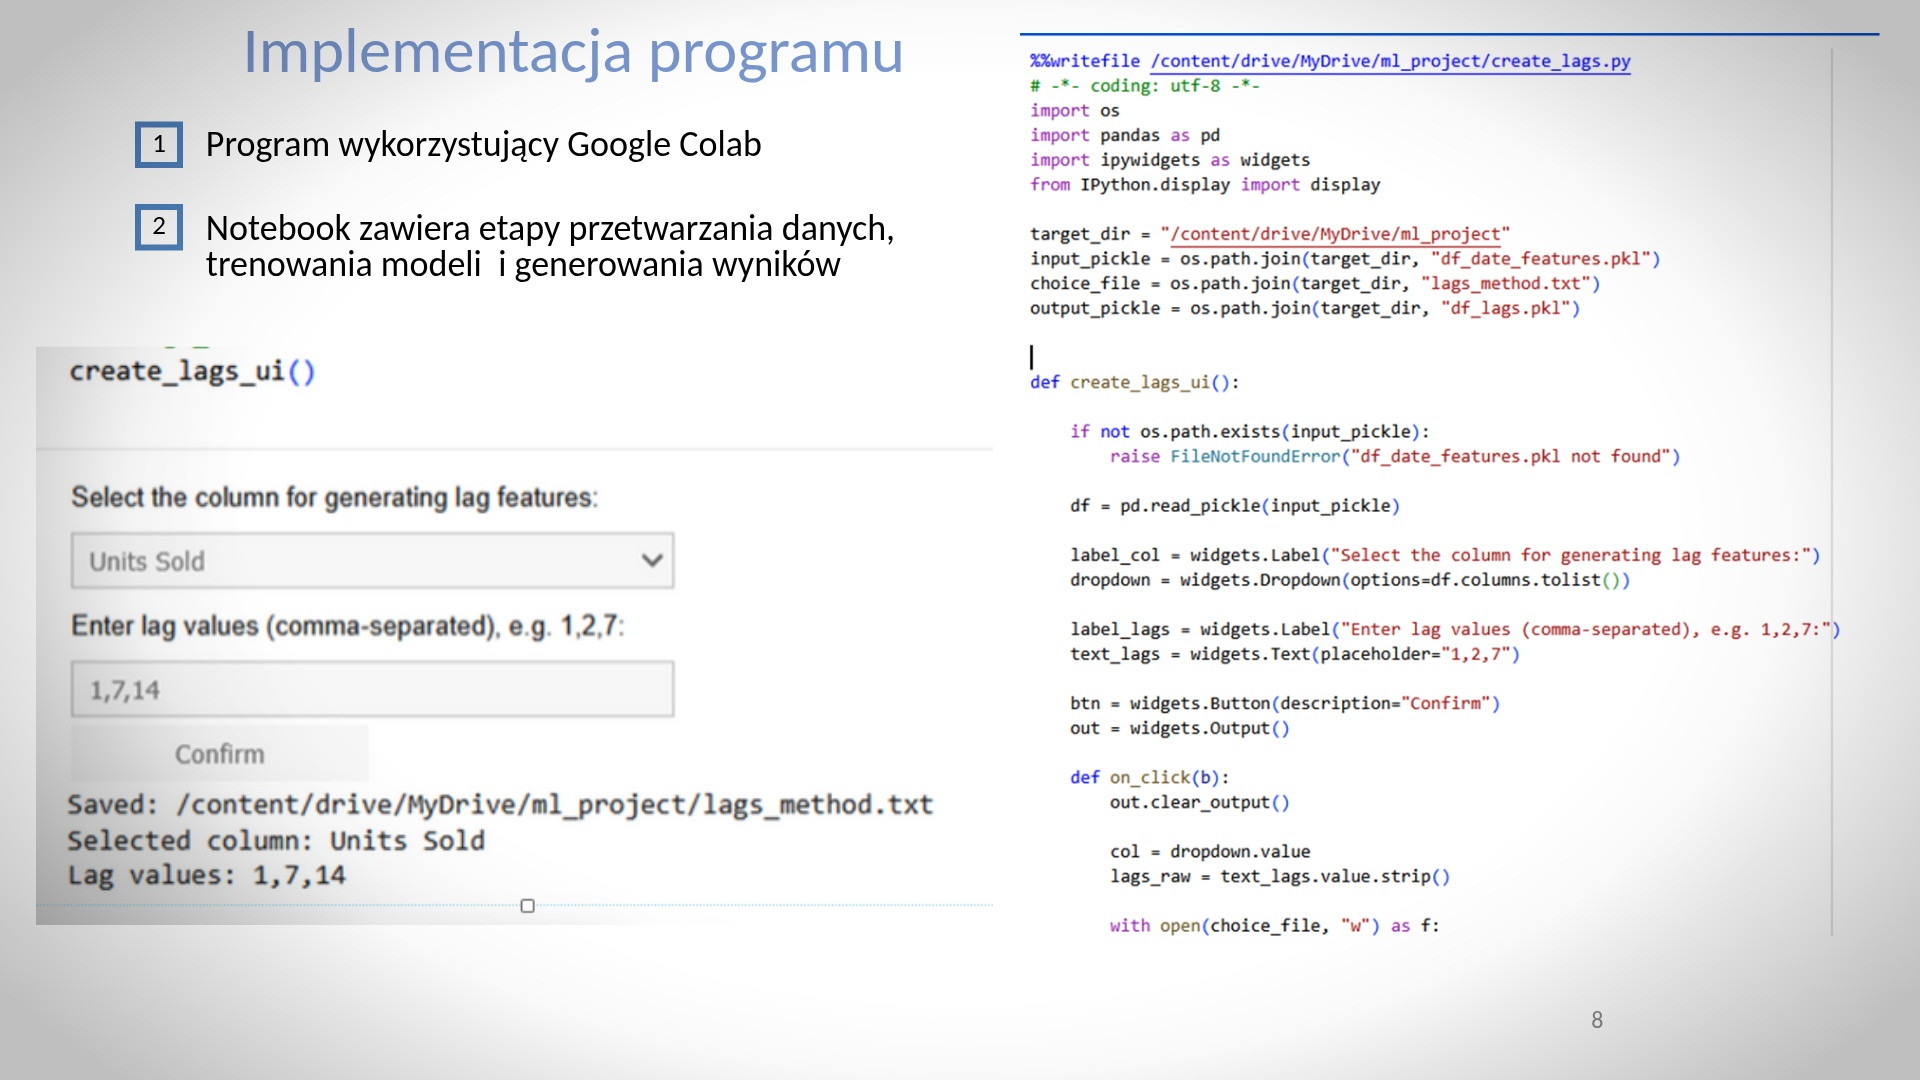 Implementacja programu
1 Program wykorzystujący Google Colab
2 Notebook zawiera etapy przetwarzania danych,
trenowania modeli  i generowania wyników
create_lags_ui()
Select the column for generating lag features:
Units Sold
Enter lag values (comma-separated), e.g. 1,2,7:
1,7,14
Confirm
Saved: /content/drive/MyDrive/ml_project/lags_method.txt
Selected column: Units Sold
Lag values: 1,7,14
%%writefile /content/drive/MyDrive/ml_project/create_lags.py
# -*- coding: utf-8 -*-
import os
import pandas as pd
import ipywidgets as widgets
from IPython.display import display
target_dir = "/content/drive/MyDrive/ml_project"
input_pickle = os.path.join(target_dir, "df_date_features.pkl")
choice_file = os.path.join(target_dir, "lags_method.txt")
output_pickle = os.path.join(target_dir, "df_lags.pkl")
def create_lags_ui():
    if not os.path.exists(input_pickle):
        raise FileNotFoundError("df_date_features.pkl not found")
    df = pd.read_pickle(input_pickle)
    label_col = widgets.Label("Select the column for generating lag features:")
    dropdown = widgets.Dropdown(options=df.columns.tolist())
    label_lags = widgets.Label("Enter lag values (comma-separated), e.g. 1,2,7:")
    text_lags = widgets.Text(placeholder="1,2,7")
    btn = widgets.Button(description="Confirm")
    out = widgets.Output()
    def on_click(b):
        out.clear_output()
        col = dropdown.value
        lags_raw = text_lags.value.strip()
        with open(choice_file, "w") as f:
8